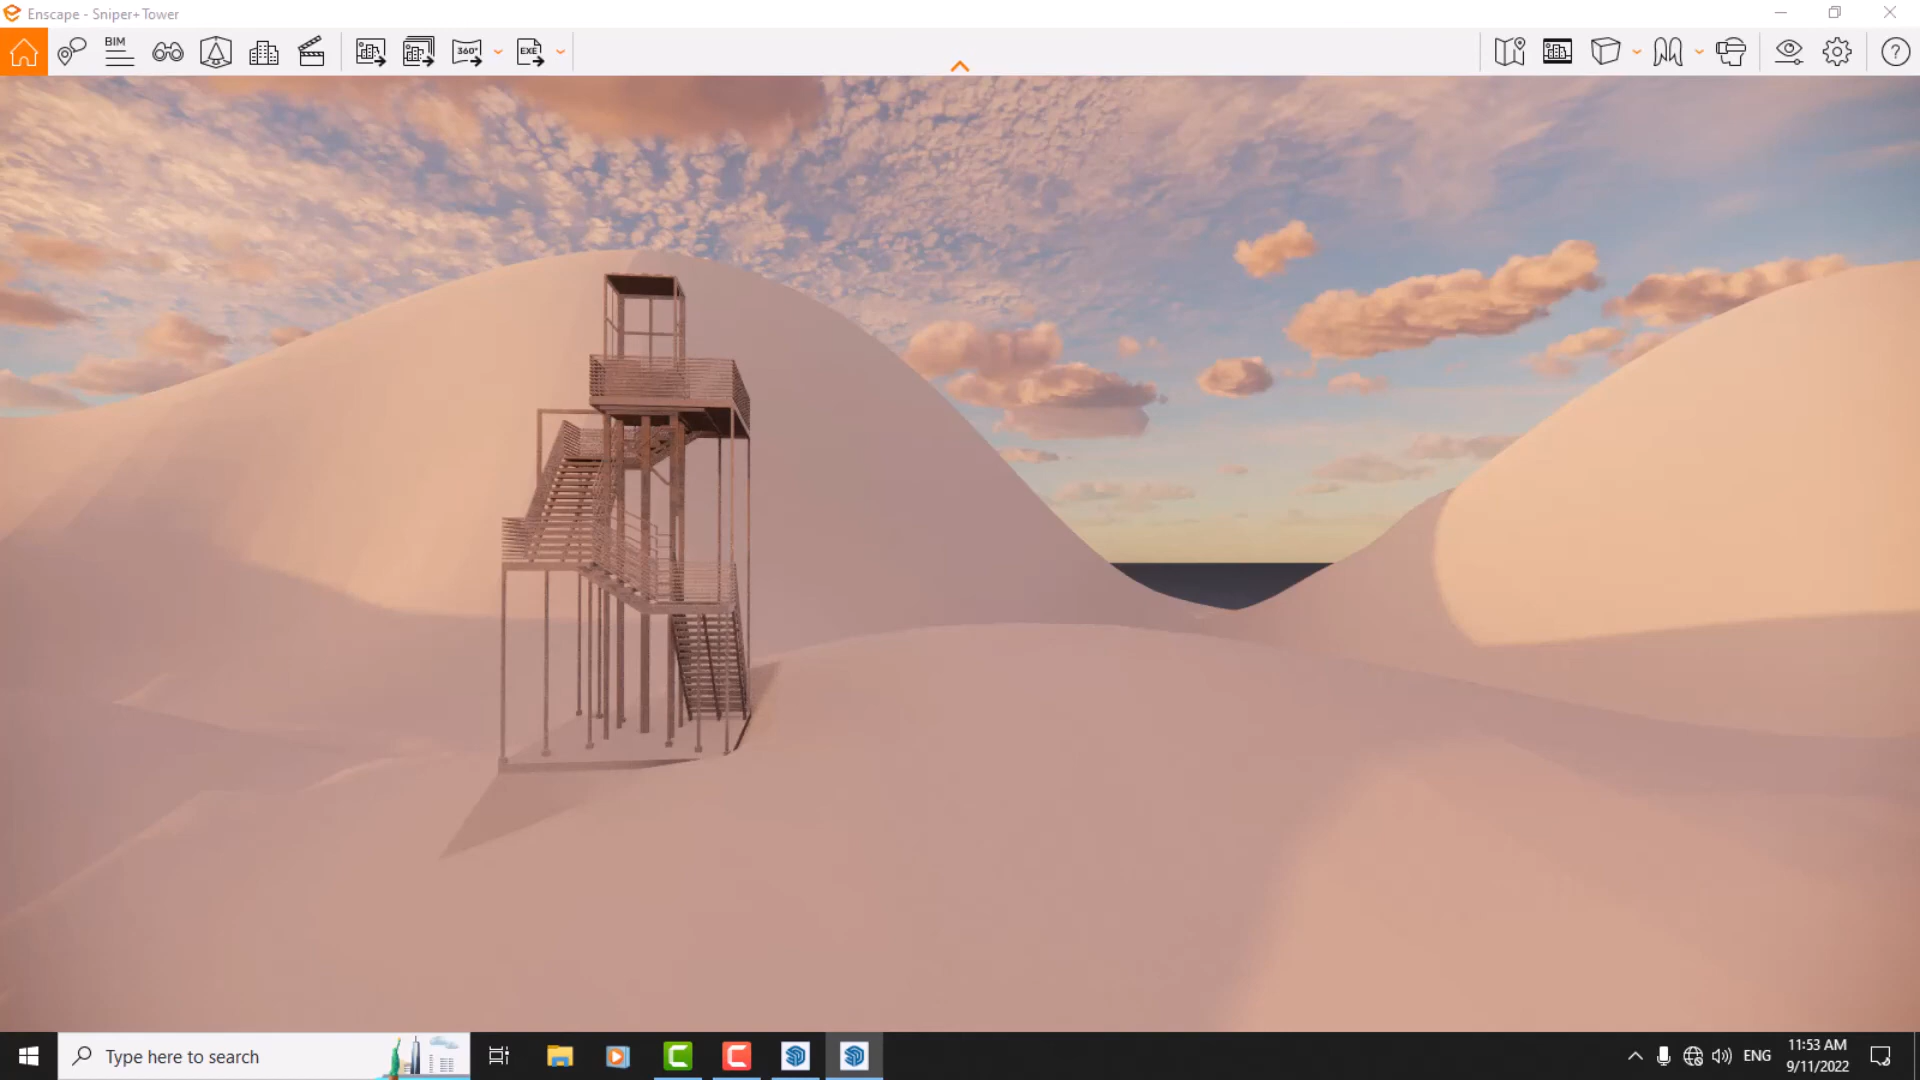 Enscape - Sniper+Tower
BIM
360°
EXE
?
Type here to search
ENG
11:53 AM
9/11/2022